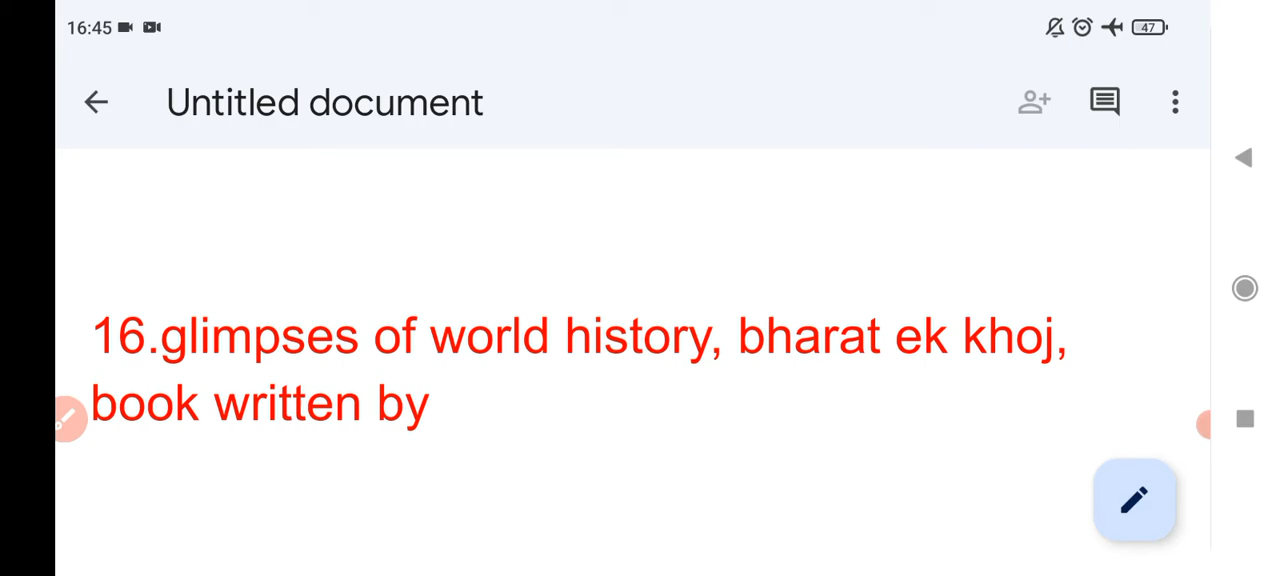 16:45 47
Untitled document
16.glimpses of world history, bharat ek khoj,
book written by